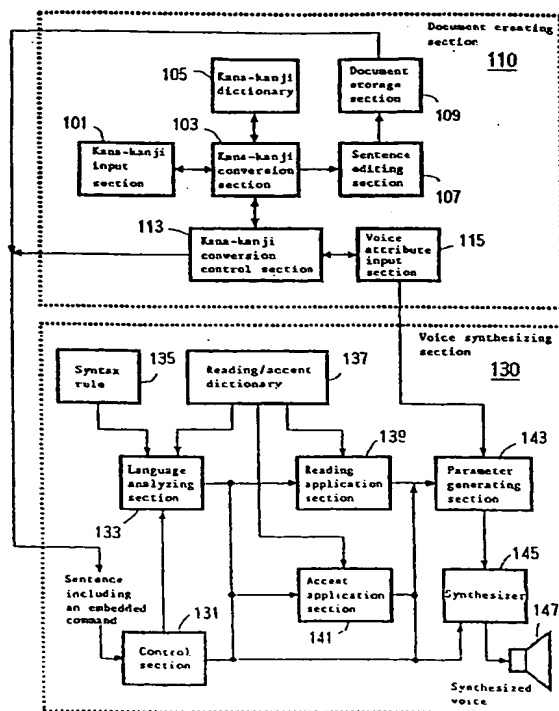 Document creating
section
110
105
Kana-kanji
dictionary
Document
storage
section
109
101
Kana-kanji
input
section
103
Kana-kanji
conversion
section
Sentence
editing
section
107
113
Kana-kanji
conversion
control section
Voice
attribute
input
section
115
Voice synthesizing
section
130
Syntax
rule
135
Reading/accent
dictionary
137
Language
analyzing
section
133
139
Reading
application
section
143
Parameter
generating
section
Sentence
including
an embedded
command
131
Control
section
Accent
application
section
141
145
Synthesizer
147
Synthesized
voice